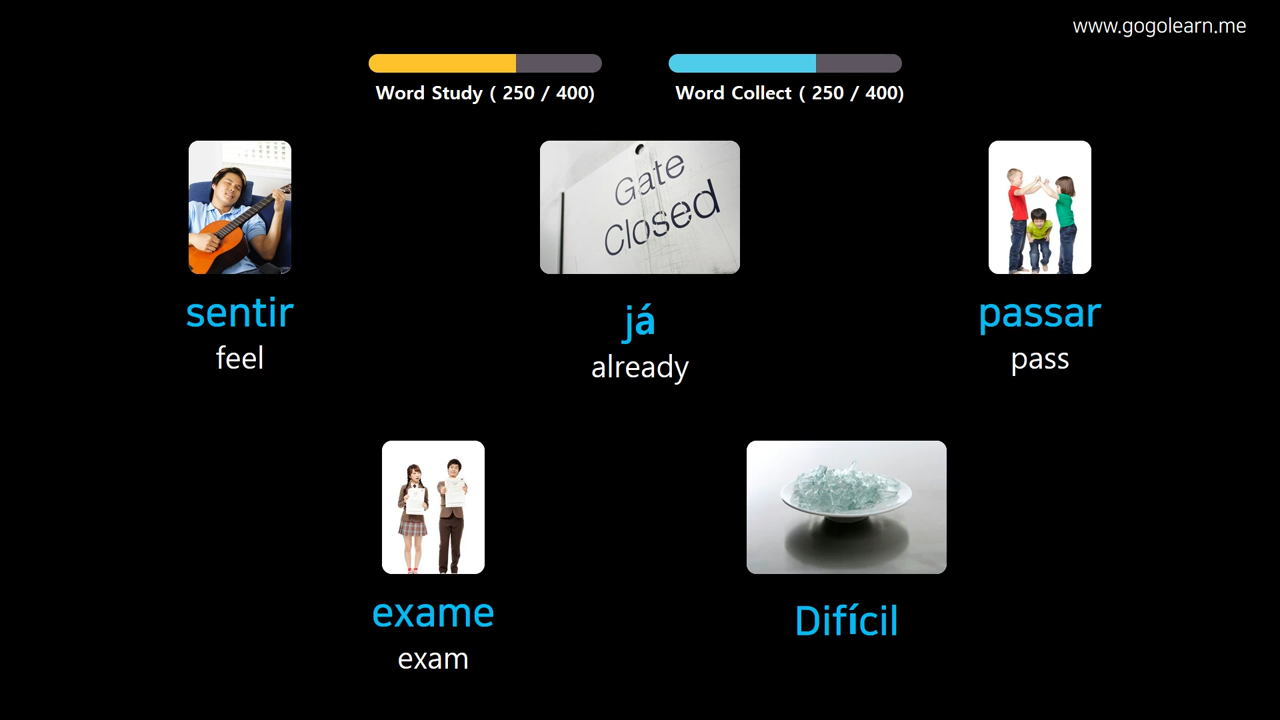 www.gogolearn.me
Word Study ( 250 / 400)
Word Collect ( 250 / 400)
Gate
Closed
sentir
feel
já
already
passar
pass
exame
exam
Difícil